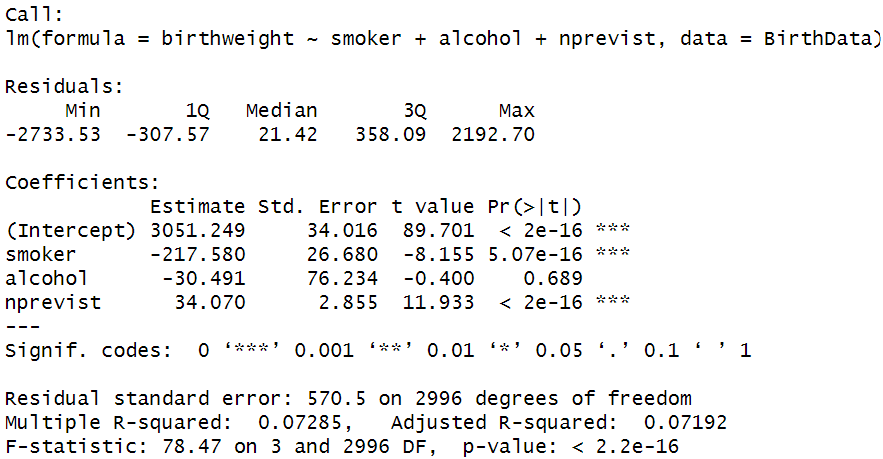 Call:
lm(formula = birthweight ~ smoker + alcohol + nprevist, data = BirthData)
Residuals:
Min 1Q Median 3Q Max
-2733.53 -307.57 21.42 358.09 2192.70
Coefficients:
Estimate Std. Error t value Pr(>|t|)
(Intercept) 3051.249 34.016 89.701 < 2e-16 ***
smoker -217.580 26.680 -8.155 5.07e-16 ***
alcohol -30.491 76.234 -0.400 0.689
nprevist 34.070 2.855 11.933 < 2e-16 ***
---
Signif. codes: 0 ‘***’ 0.001 ‘**’ 0.01 ‘*’ 0.05 ‘.’ 0.1 ‘ ’ 1
Residual standard error: 570.5 on 2996 degrees of freedom
Multiple R-squared: 0.07285, Adjusted R-squared: 0.07192
F-statistic: 78.47 on 3 and 2996 DF, p-value: < 2.2e-16